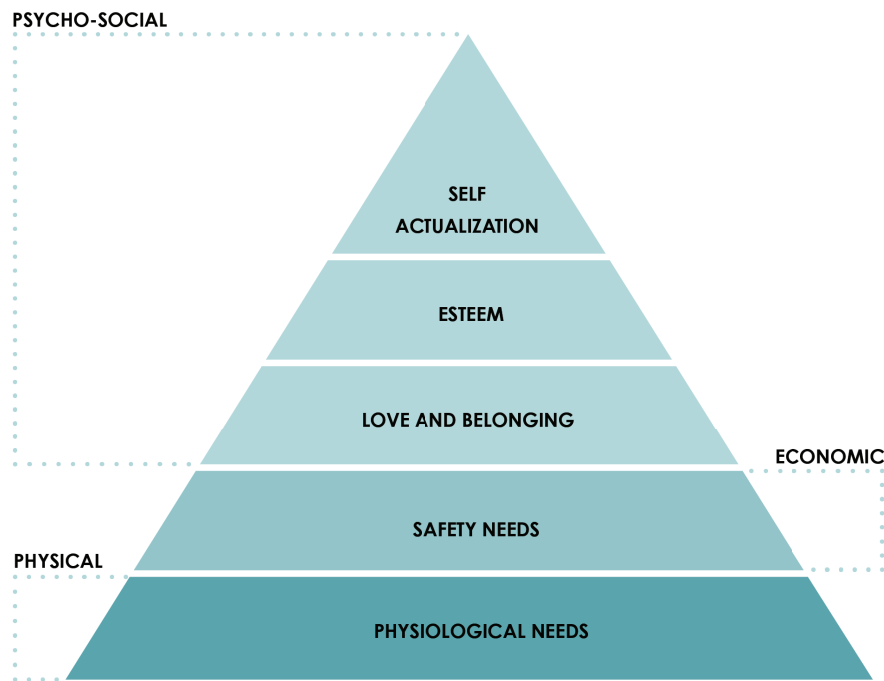 PSYCHO-SOCIAL
SELF
ACTUALIZATION
ESTEEM
LOVE AND BELONGING
ECONOMIC
SAFETY NEEDS
PHYSICAL
PHYSIOLOGICAL NEEDS